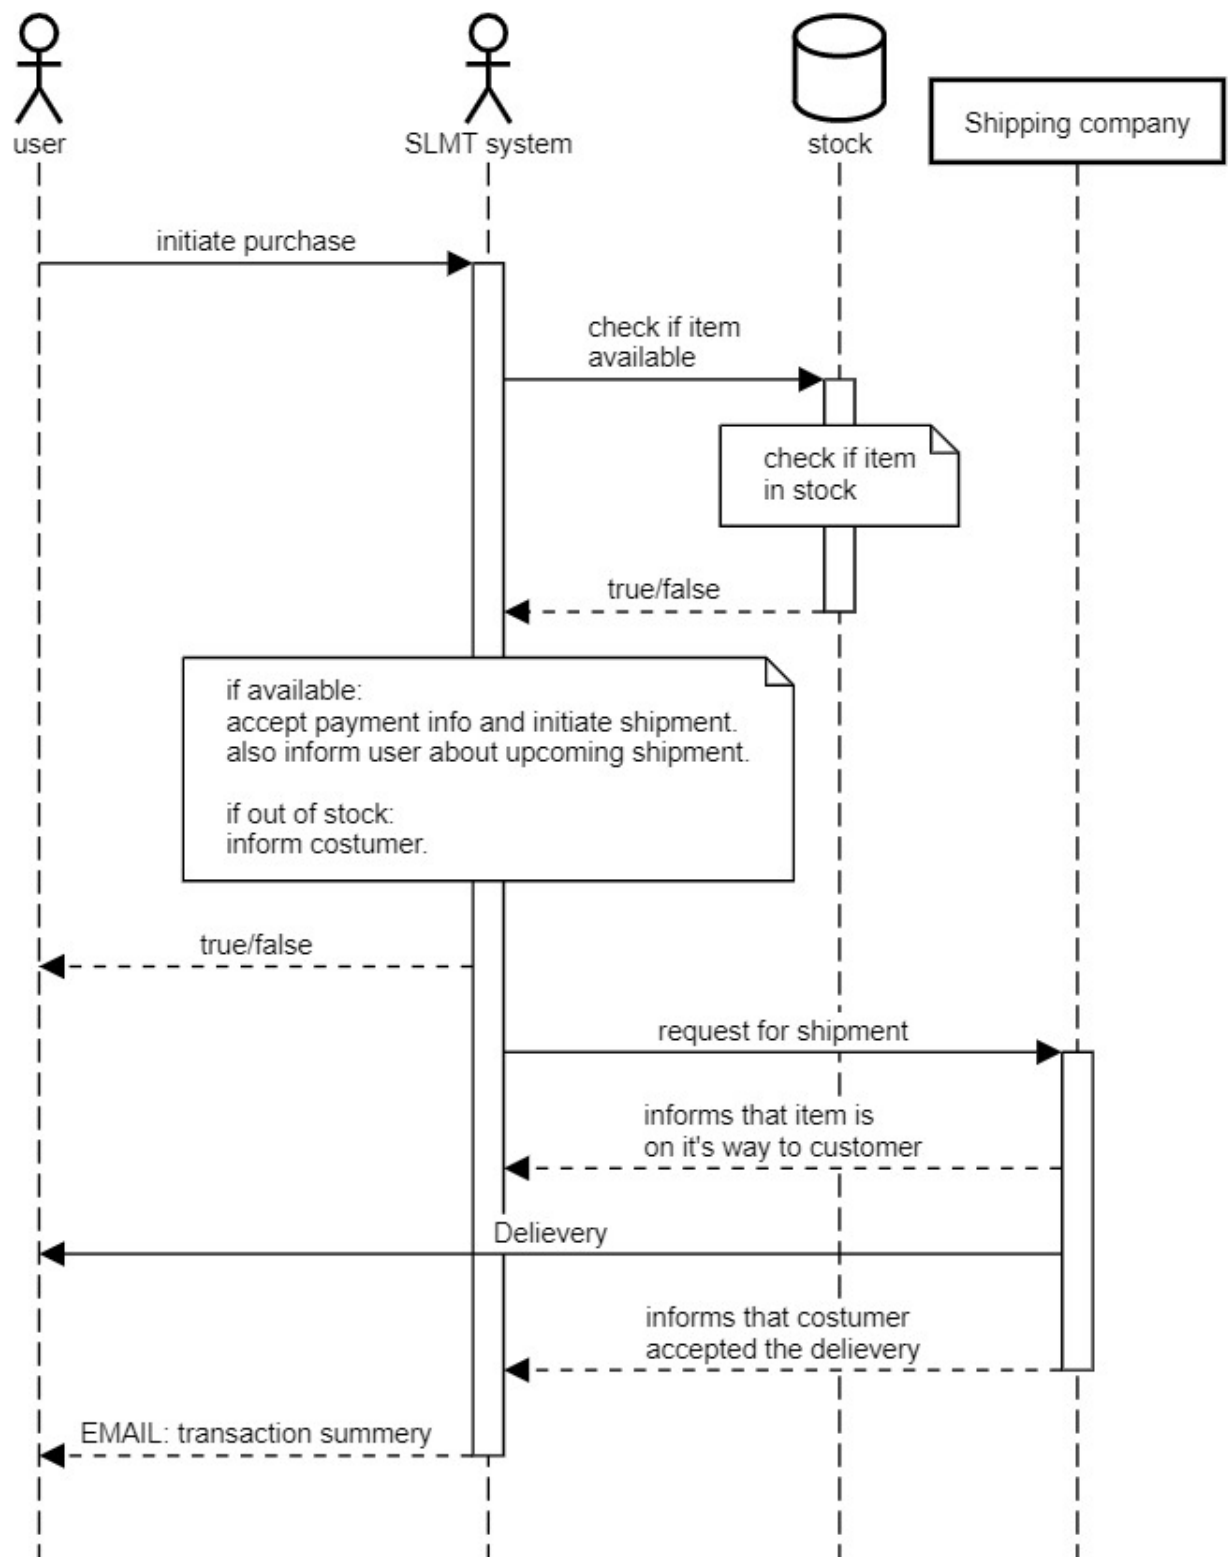 user
SLMT system
stock
Shipping company
initiate purchase
check if item
available
check if item
in stock
true/false
if available:
accept payment info and initiate shipment.
also inform user about upcoming shipment.
if out of stock:
inform costumer.
true/false
request for shipment
informs that item is
on it's way to customer
Delievery
informs that costumer
accepted the delievery
EMAIL: transaction summery